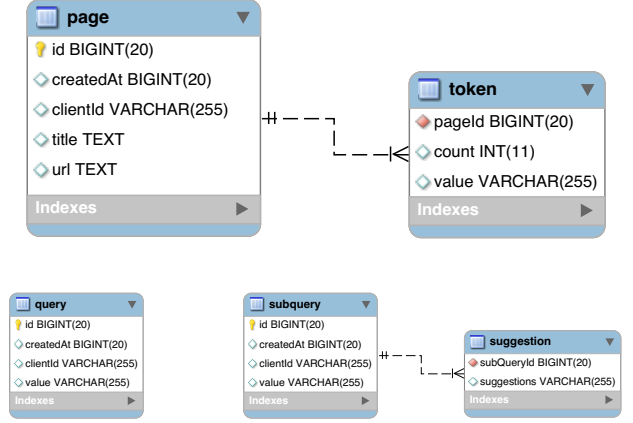 page
id BIGINT(20)
createdAt BIGINT(20)
clientId VARCHAR(255)
title TEXT
url TEXT
Indexes
token
pageId BIGINT(20)
count INT(11)
value VARCHAR(255)
Indexes
query
id BIGINT(20)
createdAt BIGINT(20)
clientId VARCHAR(255)
value VARCHAR(255)
Indexes
subquery
id BIGINT(20)
createdAt BIGINT(20)
clientId VARCHAR(255)
value VARCHAR(255)
Indexes
suggestion
subQueryId BIGINT(20)
suggestions VARCHAR(255)
Indexes